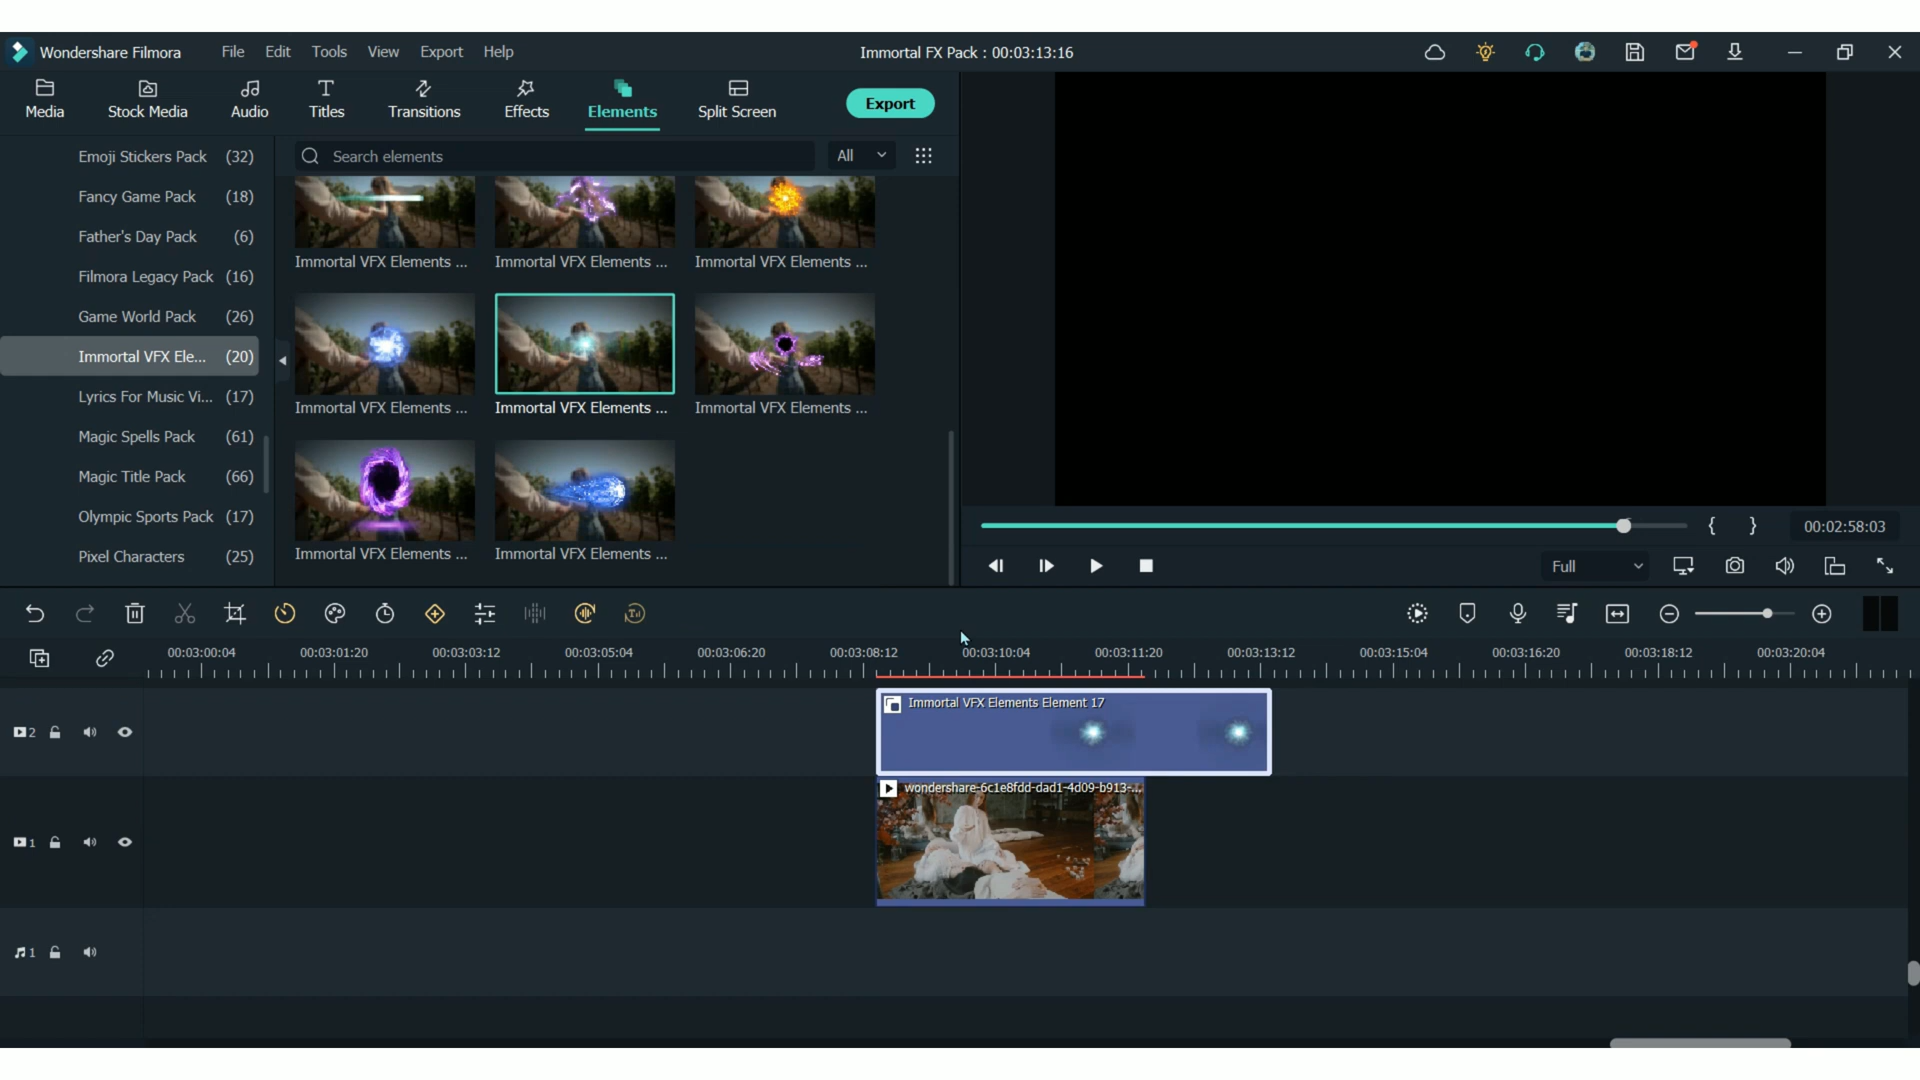 Wondershare Filmora
File Edit Tools View Export Help
Immortal FX Pack : 00:03:13:16
Media
Stock Media
Audio
Titles
Transitions
Effects
Elements
Split Screen
Export
Emoji Stickers Pack (32)
Fancy Game Pack (18)
Father's Day Pack (6)
Filmora Legacy Pack (16)
Game World Pack (26)
Immortal VFX Ele... (20)
Lyrics For Music Vi... (17)
Magic Spells Pack (61)
Magic Title Pack (66)
Olympic Sports Pack (17)
Pixel Characters (25)
Search elements
All
Immortal VFX Elements ...
Immortal VFX Elements ...
Immortal VFX Elements ...
Immortal VFX Elements ...
Immortal VFX Elements ...
Immortal VFX Elements ...
Immortal VFX Elements ...
Immortal VFX Elements ...
{ } 00:02:58:03
Full
00:03:00:04 00:03:01:20 00:03:03:12 00:03:05:04 00:03:06:20 00:03:08:12 00:03:10:04 00:03:11:20 00:03:13:12 00:03:15:04 00:03:16:20 00:03:18:12 00:03:20:04
2
Immortal VFX Elements Element 17
wondershare-6c1e8fdd-dad1-4d09-b913-...
1
1